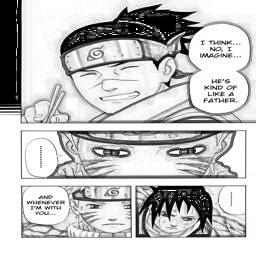 I THINK...
NO, I
IMAGINE...
HE'S
KIND OF
LIKE A
FATHER.
..........
AND
WHENEVER
I'M WITH
YOU...
......